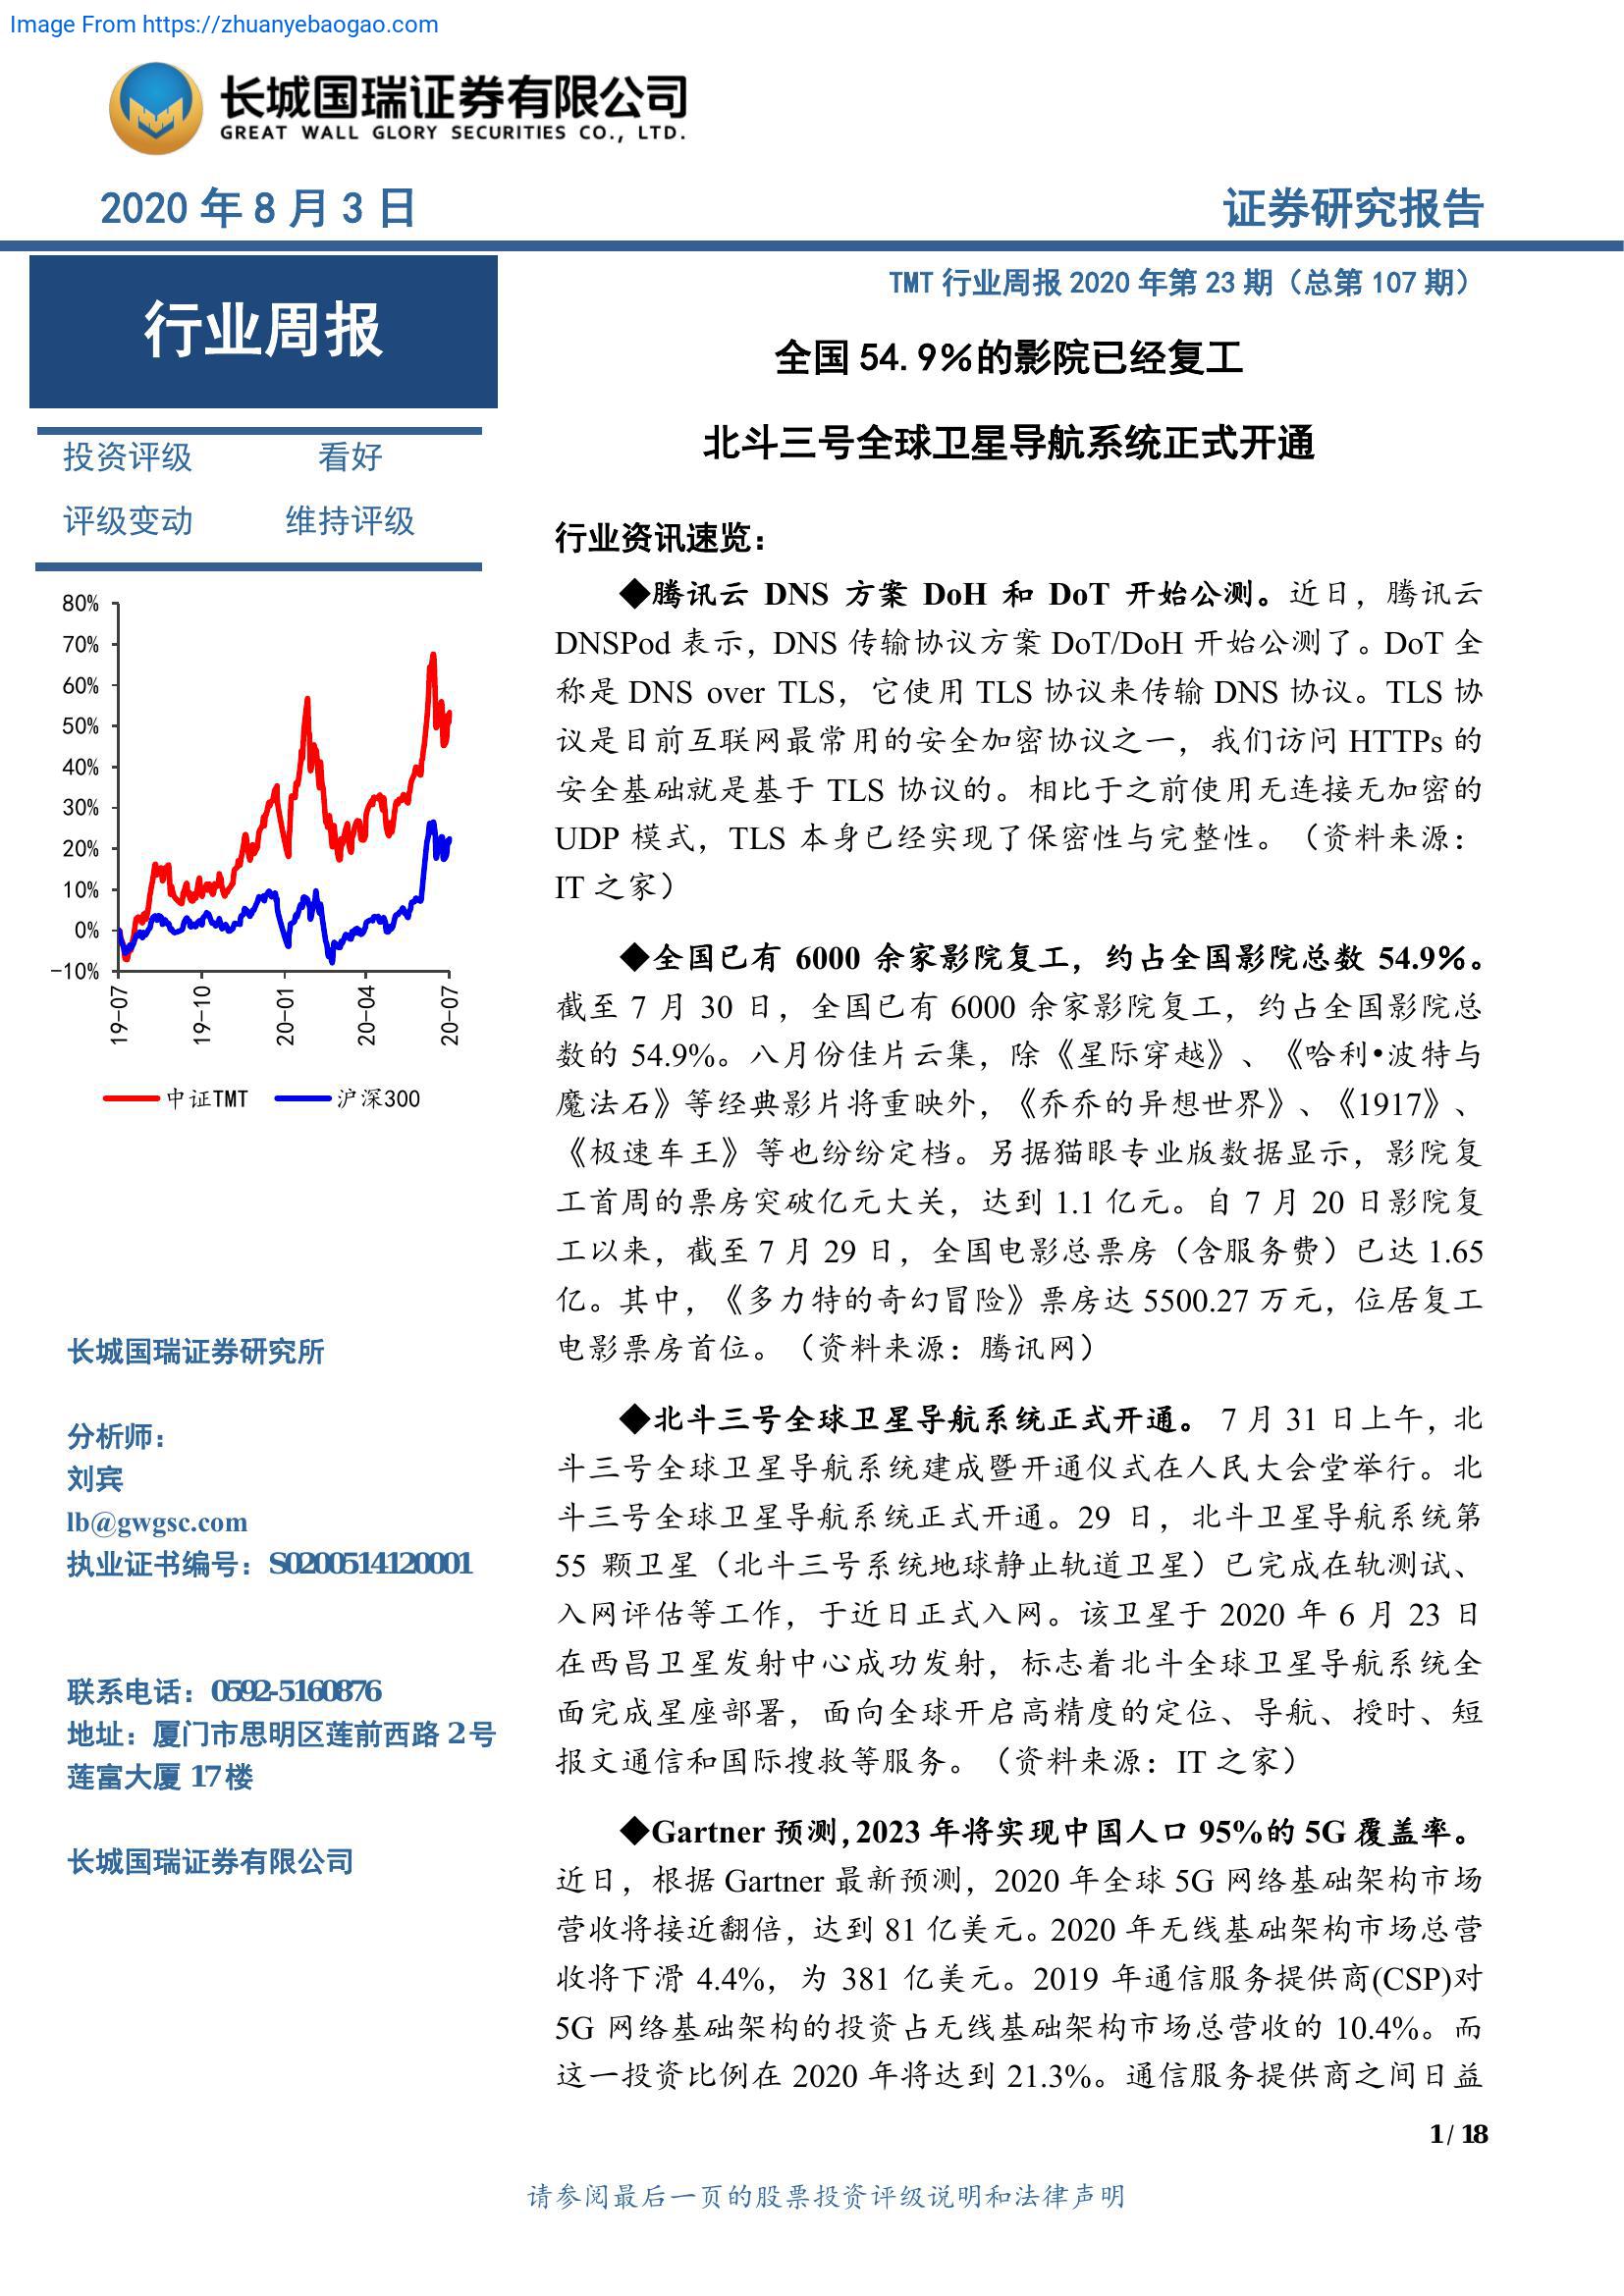 Image From https://zhuanyebaogao.com
长城国瑞证券有限公司
GREAT WALL GLORY SECURITIES CO., LTD.
2020 年 8 月 3 日
证券研究报告
行业周报
投资评级 看好
评级变动 维持评级
80%
70%
60%
50%
40%
30%
20%
10%
0%
-10%
19-07
19-10
20-01
20-04
20-07
中证TMT 沪深300
长城国瑞证券研究所
分析师：
刘宾
lb@gwgsc.com
执业证书编号：S0200514120001
联系电话：0592-5160876
地址：厦门市思明区莲前西路 2 号
莲富大厦 17 楼
长城国瑞证券有限公司
TMT 行业周报 2020 年第 23 期（总第 107 期）
全国 54.9%的影院已经复工
北斗三号全球卫星导航系统正式开通
行业资讯速览：
◆腾讯云 DNS 方案 DoH 和 DoT 开始公测。近日，腾讯云
DNSPod 表示，DNS 传输协议方案 DoT/DoH 开始公测了。DoT 全
称是 DNS over TLS，它使用 TLS 协议来传输 DNS 协议。TLS 协
议是目前互联网最常用的安全加密协议之一，我们访问 HTTPs 的
安全基础就是基于 TLS 协议的。相比于之前使用无连接无加密的
UDP 模式，TLS 本身已经实现了保密性与完整性。（资料来源：
IT 之家）
◆全国已有 6000 余家影院复工，约占全国影院总数 54.9%。
截至 7 月 30 日，全国已有 6000 余家影院复工，约占全国影院总
数的 54.9%。八月份佳片云集，除《星际穿越》、《哈利•波特与
魔法石》等经典影片将重映外，《乔乔的异想世界》、《1917》、
《极速车王》等也纷纷定档。另据猫眼专业版数据显示，影院复
工首周的票房突破亿元大关，达到 1.1 亿元。自 7 月 20 日影院复
工以来，截至 7 月 29 日，全国电影总票房（含服务费）已达 1.65
亿。其中，《多力特的奇幻冒险》票房达 5500.27 万元，位居复工
电影票房首位。（资料来源：腾讯网）
◆北斗三号全球卫星导航系统正式开通。 7 月 31 日上午，北
斗三号全球卫星导航系统建成暨开通仪式在人民大会堂举行。北
斗三号全球卫星导航系统正式开通。29 日，北斗卫星导航系统第
55 颗卫星（北斗三号系统地球静止轨道卫星）已完成在轨测试、
入网评估等工作，于近日正式入网。该卫星于 2020 年 6 月 23 日
在西昌卫星发射中心成功发射，标志着北斗全球卫星导航系统全
面完成星座部署，面向全球开启高精度的定位、导航、授时、短
报文通信和国际搜救等服务。（资料来源：IT 之家）
◆Gartner 预测，2023 年将实现中国人口 95%的 5G 覆盖率。
近日，根据 Gartner 最新预测，2020 年全球 5G 网络基础架构市场
营收将接近翻倍，达到 81 亿美元。2020 年无线基础架构市场总营
收将下滑 4.4%，为 381 亿美元。2019 年通信服务提供商(CSP)对
5G 网络基础架构的投资占无线基础架构市场总营收的 10.4%。而
这一投资比例在 2020 年将达到 21.3%。通信服务提供商之间日益
1 / 18
请参阅最后一页的股票投资评级说明和法律声明